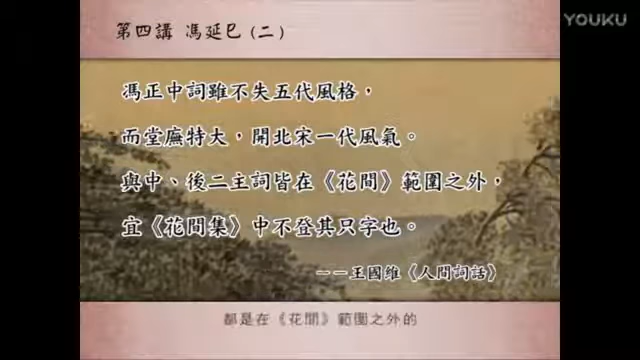 第四講 馮延巳(二)
YOUKU
馮正中詞雖不失五代風格，
而堂廡特大，開北宋一代風氣。
與中、後二主詞皆在《花間》範圍之外，
宜《花間集》中不登其只字也。
──王國維《人間詞話》
都是在《花間》範圍之外的